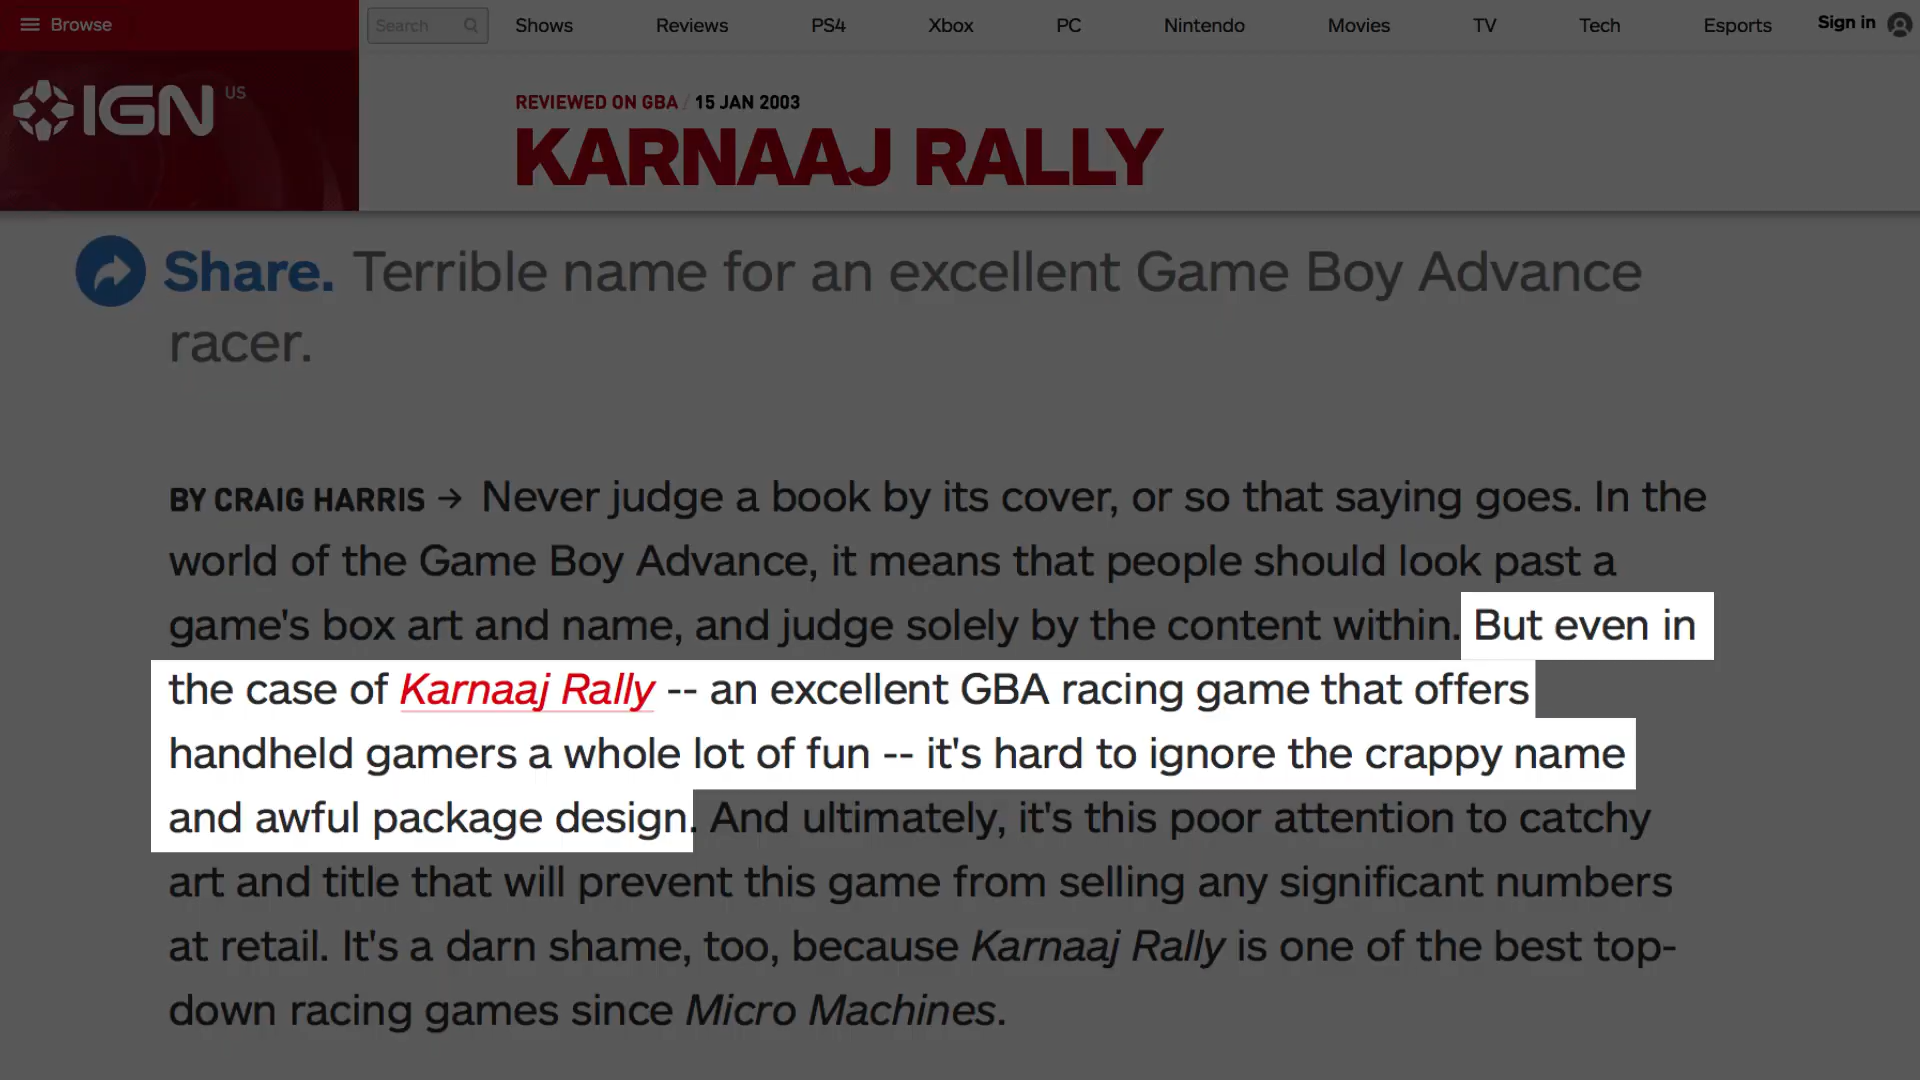 Browse
Search
Shows
Reviews
PS4
Xbox
PC
Nintendo
Movies
TV
Tech
Esports
Sign in
IGN US
REVIEWED ON GBA / 15 JAN 2003
KARNAAJ RALLY
Share. Terrible name for an excellent Game Boy Advance
racer.
BY CRAIG HARRIS → Never judge a book by its cover, or so that saying goes. In the
world of the Game Boy Advance, it means that people should look past a
game's box art and name, and judge solely by the content within. But even in
the case of Karnaaj Rally -- an excellent GBA racing game that offers
handheld gamers a whole lot of fun -- it's hard to ignore the crappy name
and awful package design. And ultimately, it's this poor attention to catchy
art and title that will prevent this game from selling any significant numbers
at retail. It's a darn shame, too, because Karnaaj Rally is one of the best top-
down racing games since Micro Machines.